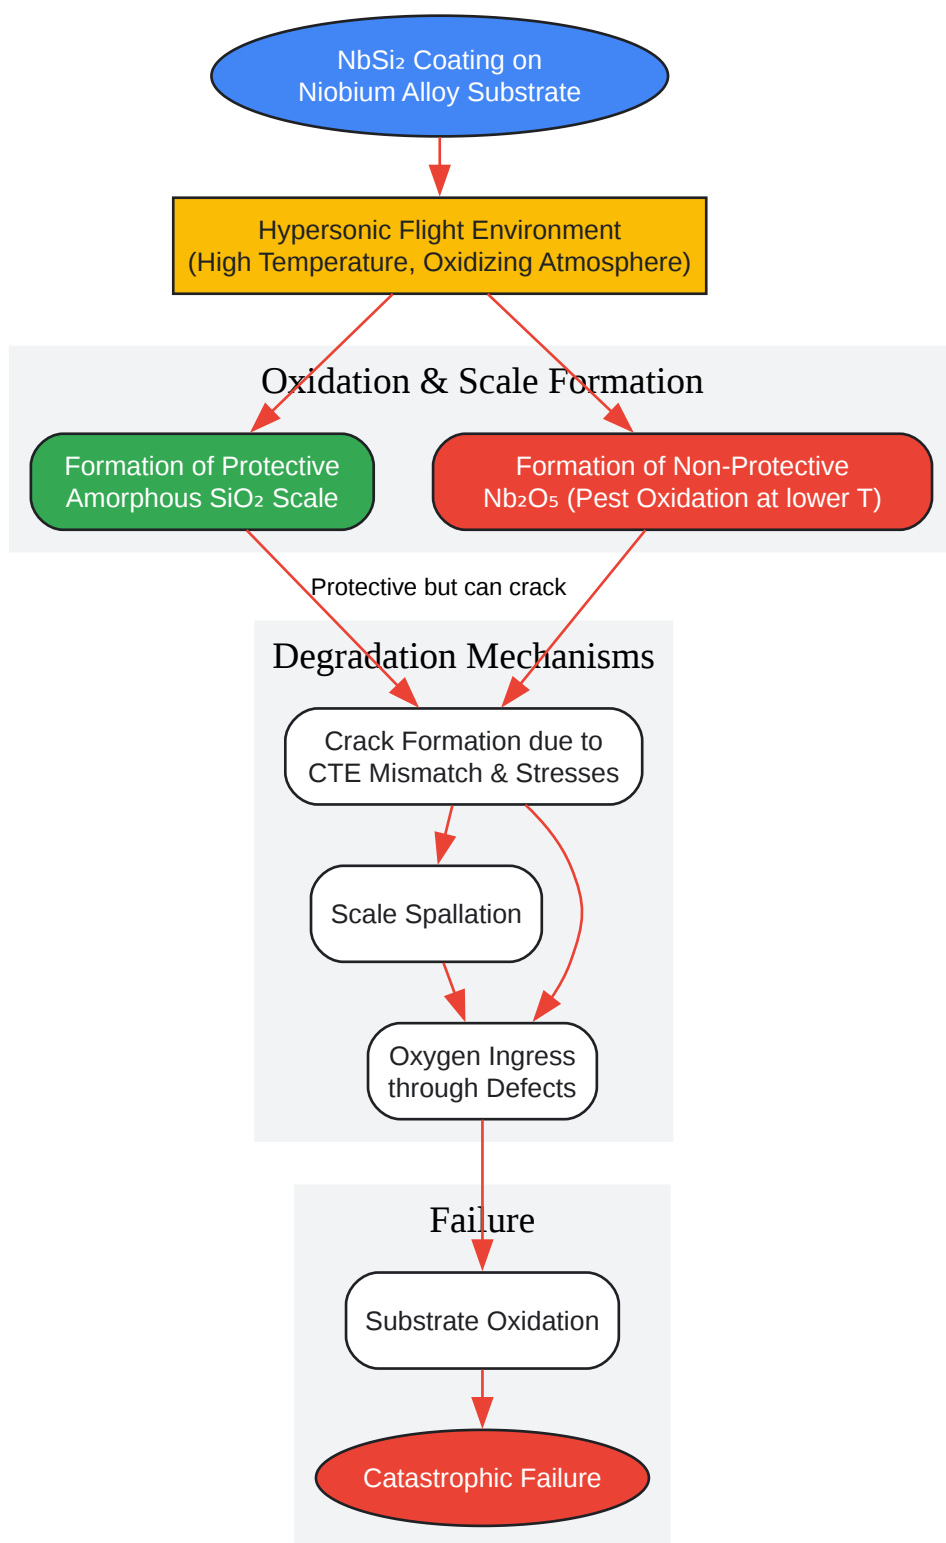 NbSi₂ Coating on
Niobium Alloy Substrate
Hypersonic Flight Environment
(High Temperature, Oxidizing Atmosphere)
Oxidation & Scale Formation
Formation of Protective
Amorphous SiO₂ Scale
Formation of Non-Protective
Nb₂O₅ (Pest Oxidation at lower T)
Protective but can crack
Degradation Mechanisms
Crack Formation due to
CTE Mismatch & Stresses
Scale Spallation
Oxygen Ingress
through Defects
Failure
Substrate Oxidation
Catastrophic Failure